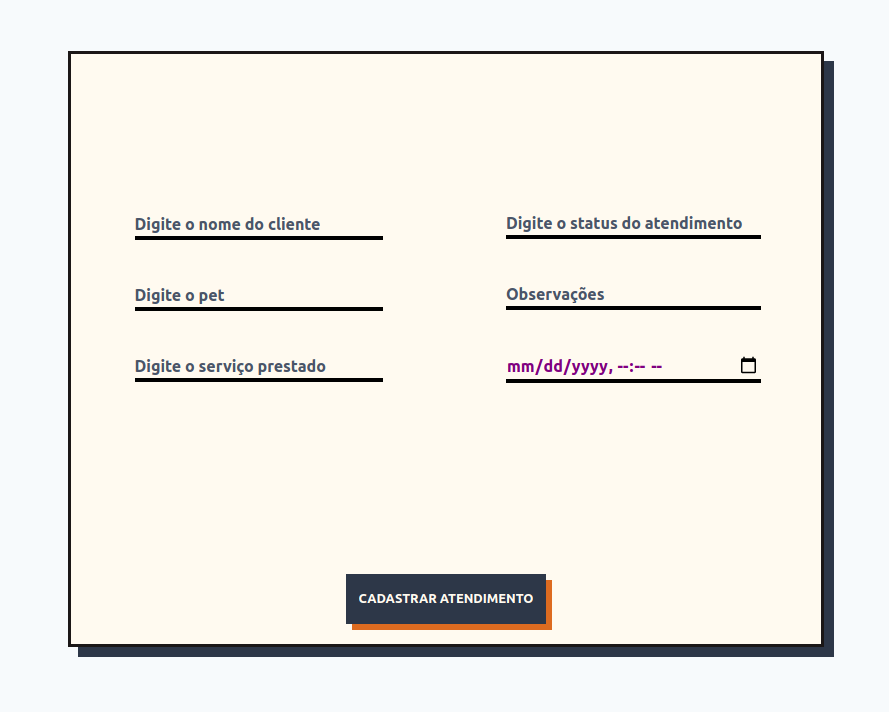 Digite o nome do cliente
Digite o status do atendimento
Digite o pet
Observações
Digite o serviço prestado
mm/dd/yyyy, --:-- --
CADASTRAR ATENDIMENTO